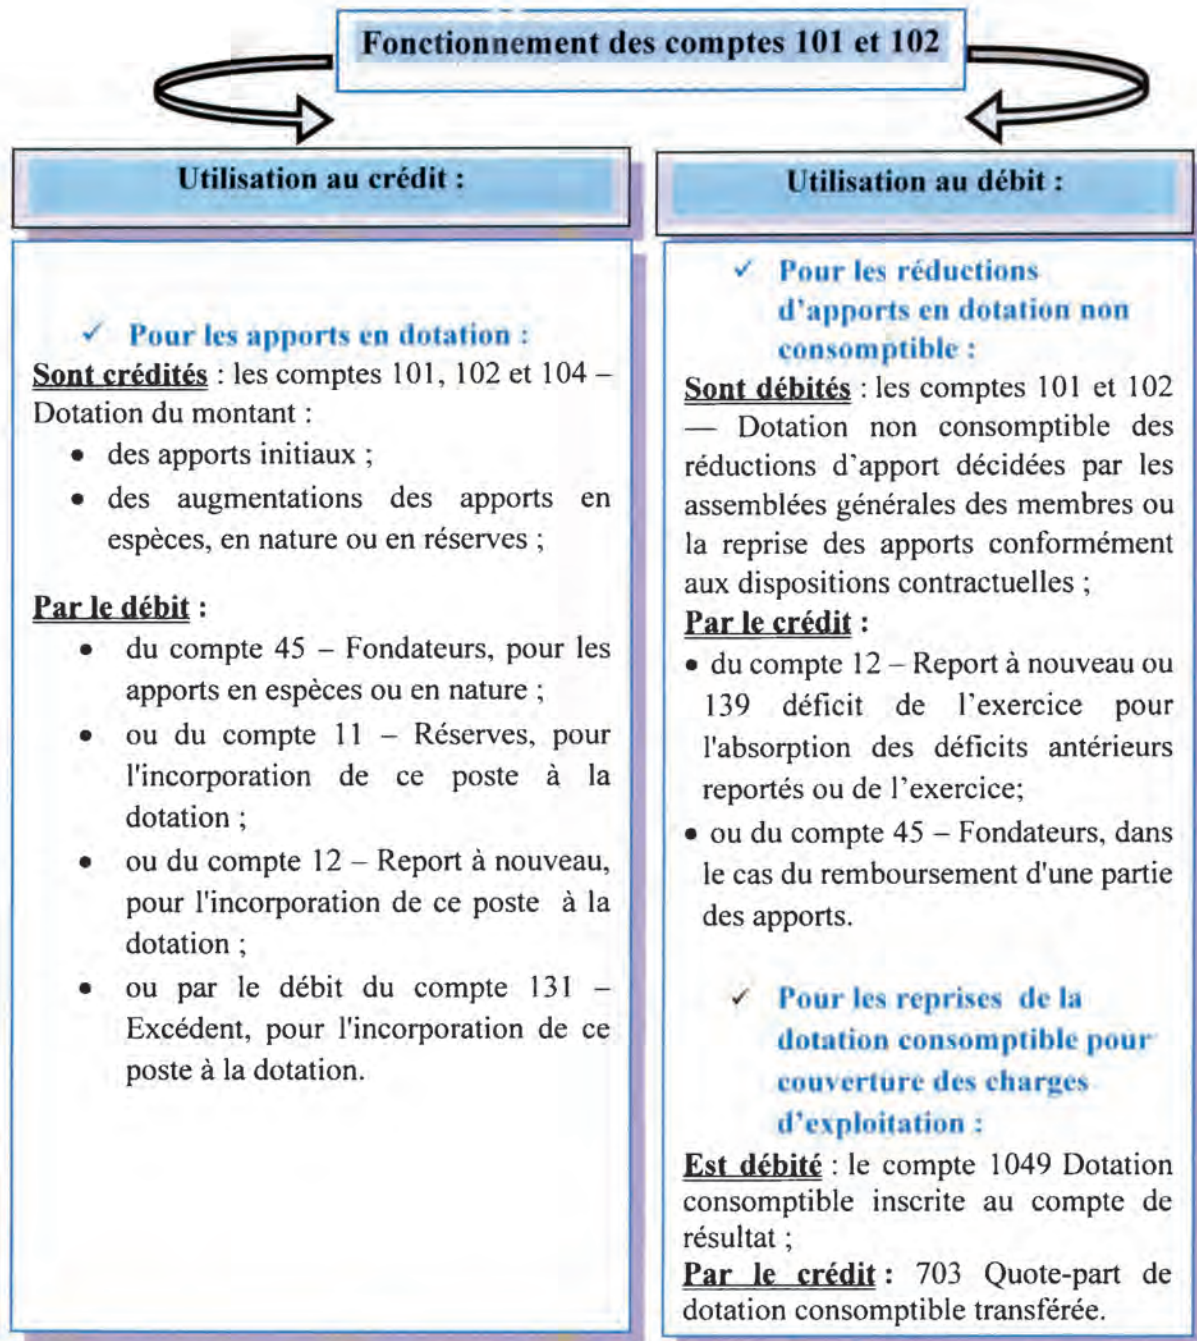 Fonctionnement des comptes 101 et 102
Utilisation au crédit :
✓ Pour les apports en dotation :
Sont crédités : les comptes 101, 102 et 104 –
Dotation du montant :
• des apports initiaux ;
• des augmentations des apports en
espèces, en nature ou en réserves ;
Par le débit :
• du compte 45 – Fondateurs, pour les
apports en espèces ou en nature ;
• ou du compte 11 – Réserves, pour
l'incorporation de ce poste à la
dotation ;
• ou du compte 12 – Report à nouveau,
pour l'incorporation de ce poste à la
dotation ;
• ou par le débit du compte 131 –
Excédent, pour l'incorporation de ce
poste à la dotation.
Utilisation au débit :
✓ Pour les réductions
d'apports en dotation non
consomptible :
Sont débités : les comptes 101 et 102
— Dotation non consomptible des
réductions d'apport décidées par les
assemblées générales des membres ou
la reprise des apports conformément
aux dispositions contractuelles ;
Par le crédit :
• du compte 12 – Report à nouveau ou
139 déficit de l'exercice pour
l'absorption des déficits antérieurs
reportés ou de l'exercice;
• ou du compte 45 – Fondateurs, dans
le cas du remboursement d'une partie
des apports.
✓ Pour les reprises de la
dotation consomptible pour
couverture des charges
d'exploitation :
Est débité : le compte 1049 Dotation
consomptible inscrite au compte de
résultat ;
Par le crédit : 703 Quote-part de
dotation consomptible transférée.